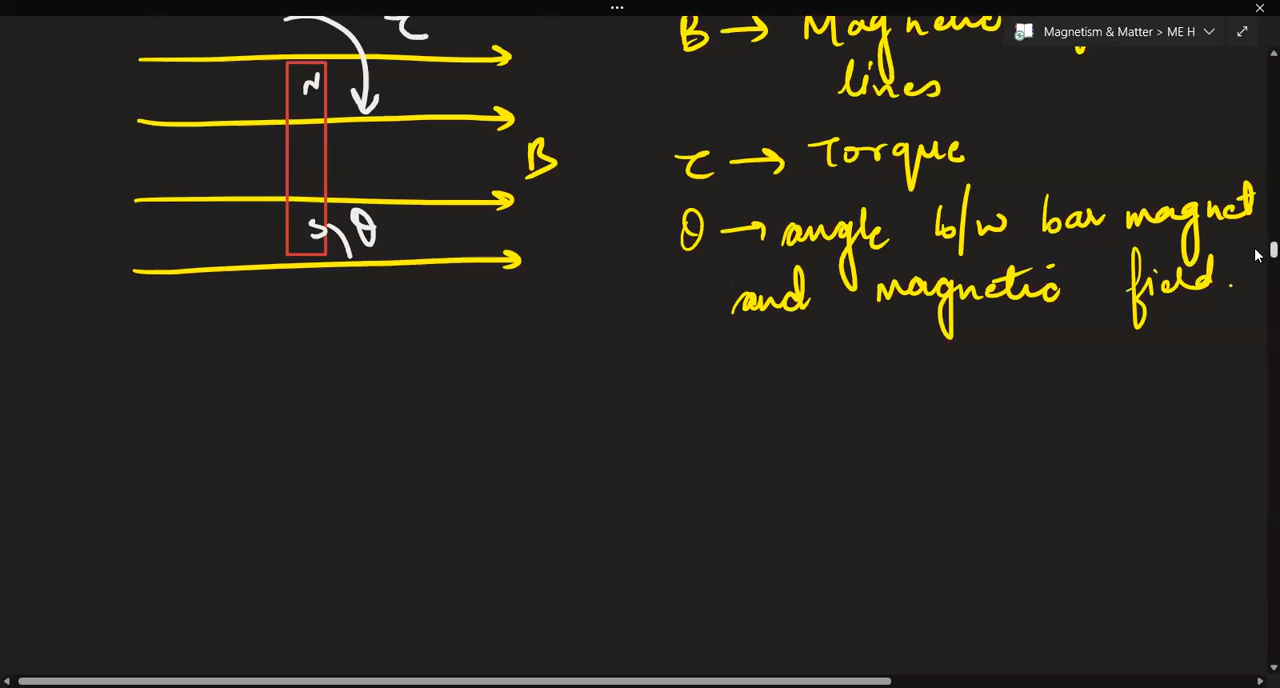 τ
B → Magnetic
Magnetism & Matter > ME H
lines
N
B
τ → Torque
S θ
θ → angle b/w bar magnet
and magnetic field.